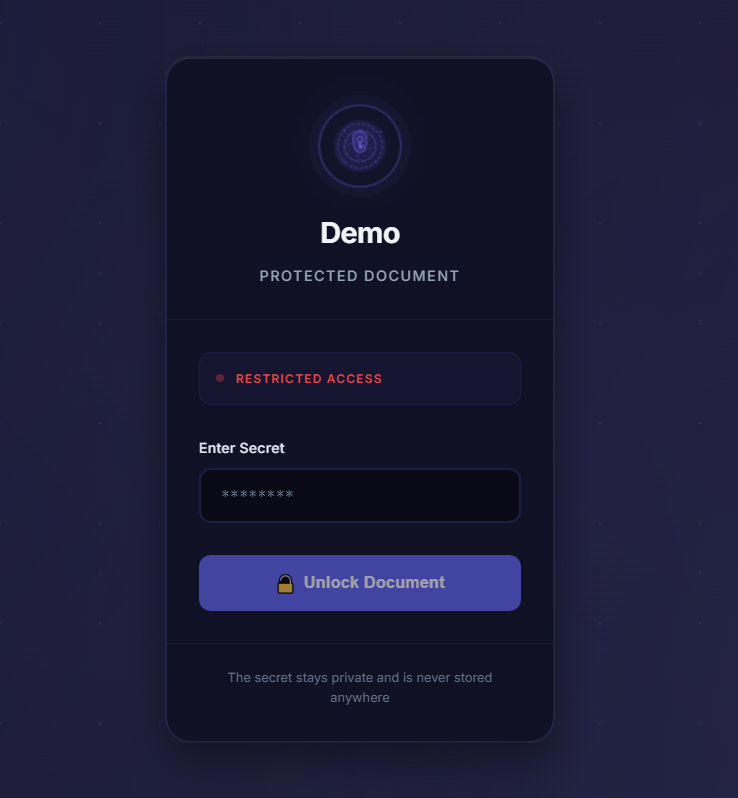 Demo
PROTECTED DOCUMENT
RESTRICTED ACCESS
Enter Secret
********
Unlock Document
The secret stays private and is never stored
anywhere